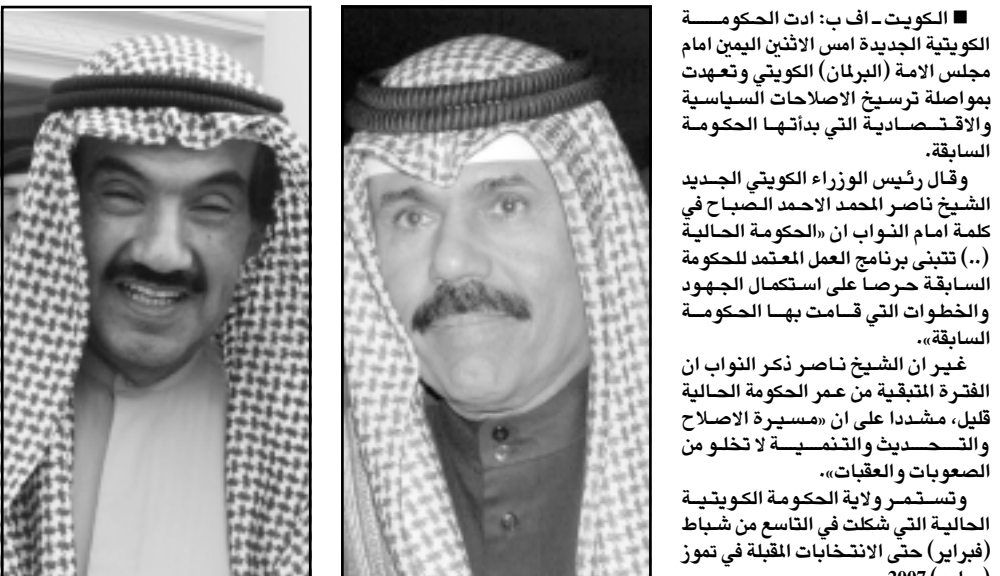 ■ الكويت ـ اف ب: ادت الحكومة
الكويتية الجديدة امس الاثنين اليمين امام
مجلس الامة (البرلمان) الكويتي وتعهدت
بمواصلة ترسيخ الاصلاحات السياسية
والاقتصادية التي بدأتها الحكومة
السابقة.
وقال رئيس الوزراء الكويتي الجديد
الشيخ ناصر المحمد الاحمد الصباح في
كلمة امام النواب ان «الحكومة الحالية
(..) تتبنى برنامج العمل المعتمد للحكومة
السابقة حرصا على استكمال الجهود
والخطوات التي قامت بها الحكومة
السابقة».
غير ان الشيخ ناصر ذكر النواب ان
الفترة المتبقية من عمر الحكومة الحالية
قليل، مشددا على ان «مسيرة الاصلاح
والتحديث والتنمية لا تخلو من
الصعوبات والعقبات».
وتستمر ولاية الحكومة الكويتية
الحالية التي شكلت في التاسع من شباط
(فبراير) حتى الانتخابات المقبلة في تموز
2007